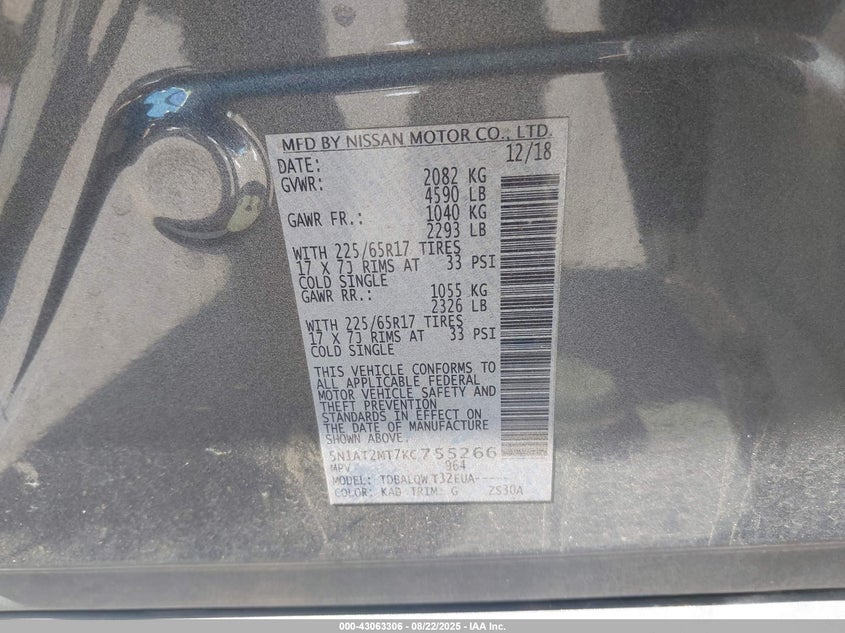 MFD BY NISSAN MOTOR CO., LTD.
DATE: 12/18
GVWR: 2082 KG
4590 LB
GAWR FR.: 1040 KG
2293 LB
WITH 225/65R17 TIRES
17 X 7J RIMS AT 33 PSI
COLD SINGLE
GAWR RR.: 1055 KG
2326 LB
WITH 225/65R17 TIRES
17 X 7J RIMS AT 33 PSI
COLD SINGLE
THIS VEHICLE CONFORMS TO
ALL APPLICABLE FEDERAL
MOTOR VEHICLE SAFETY AND
THEFT PREVENTION
STANDARDS IN EFFECT ON
THE DATE OF MANUFACTURE
SHOWN ABOVE.
5N1AT2MT7KC755266
MPV 964
MODEL: TDBALQW T32EUA-----
COLOR: KAD TRIM: G ZS30A
000-43063306 - 08/22/2025 - IAA Inc.